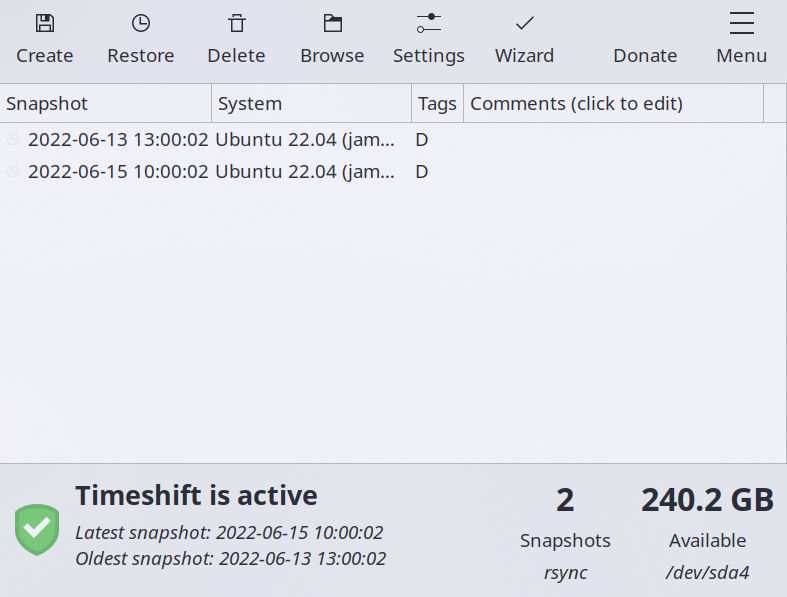 Create Restore Delete Browse Settings Wizard Donate Menu
Snapshot System Tags Comments (click to edit)
2022-06-13 13:00:02 Ubuntu 22.04 (jam... D
2022-06-15 10:00:02 Ubuntu 22.04 (jam... D
Timeshift is active
Latest snapshot: 2022-06-15 10:00:02
Oldest snapshot: 2022-06-13 13:00:02
2
Snapshots
rsync
240.2 GB
Available
/dev/sda4